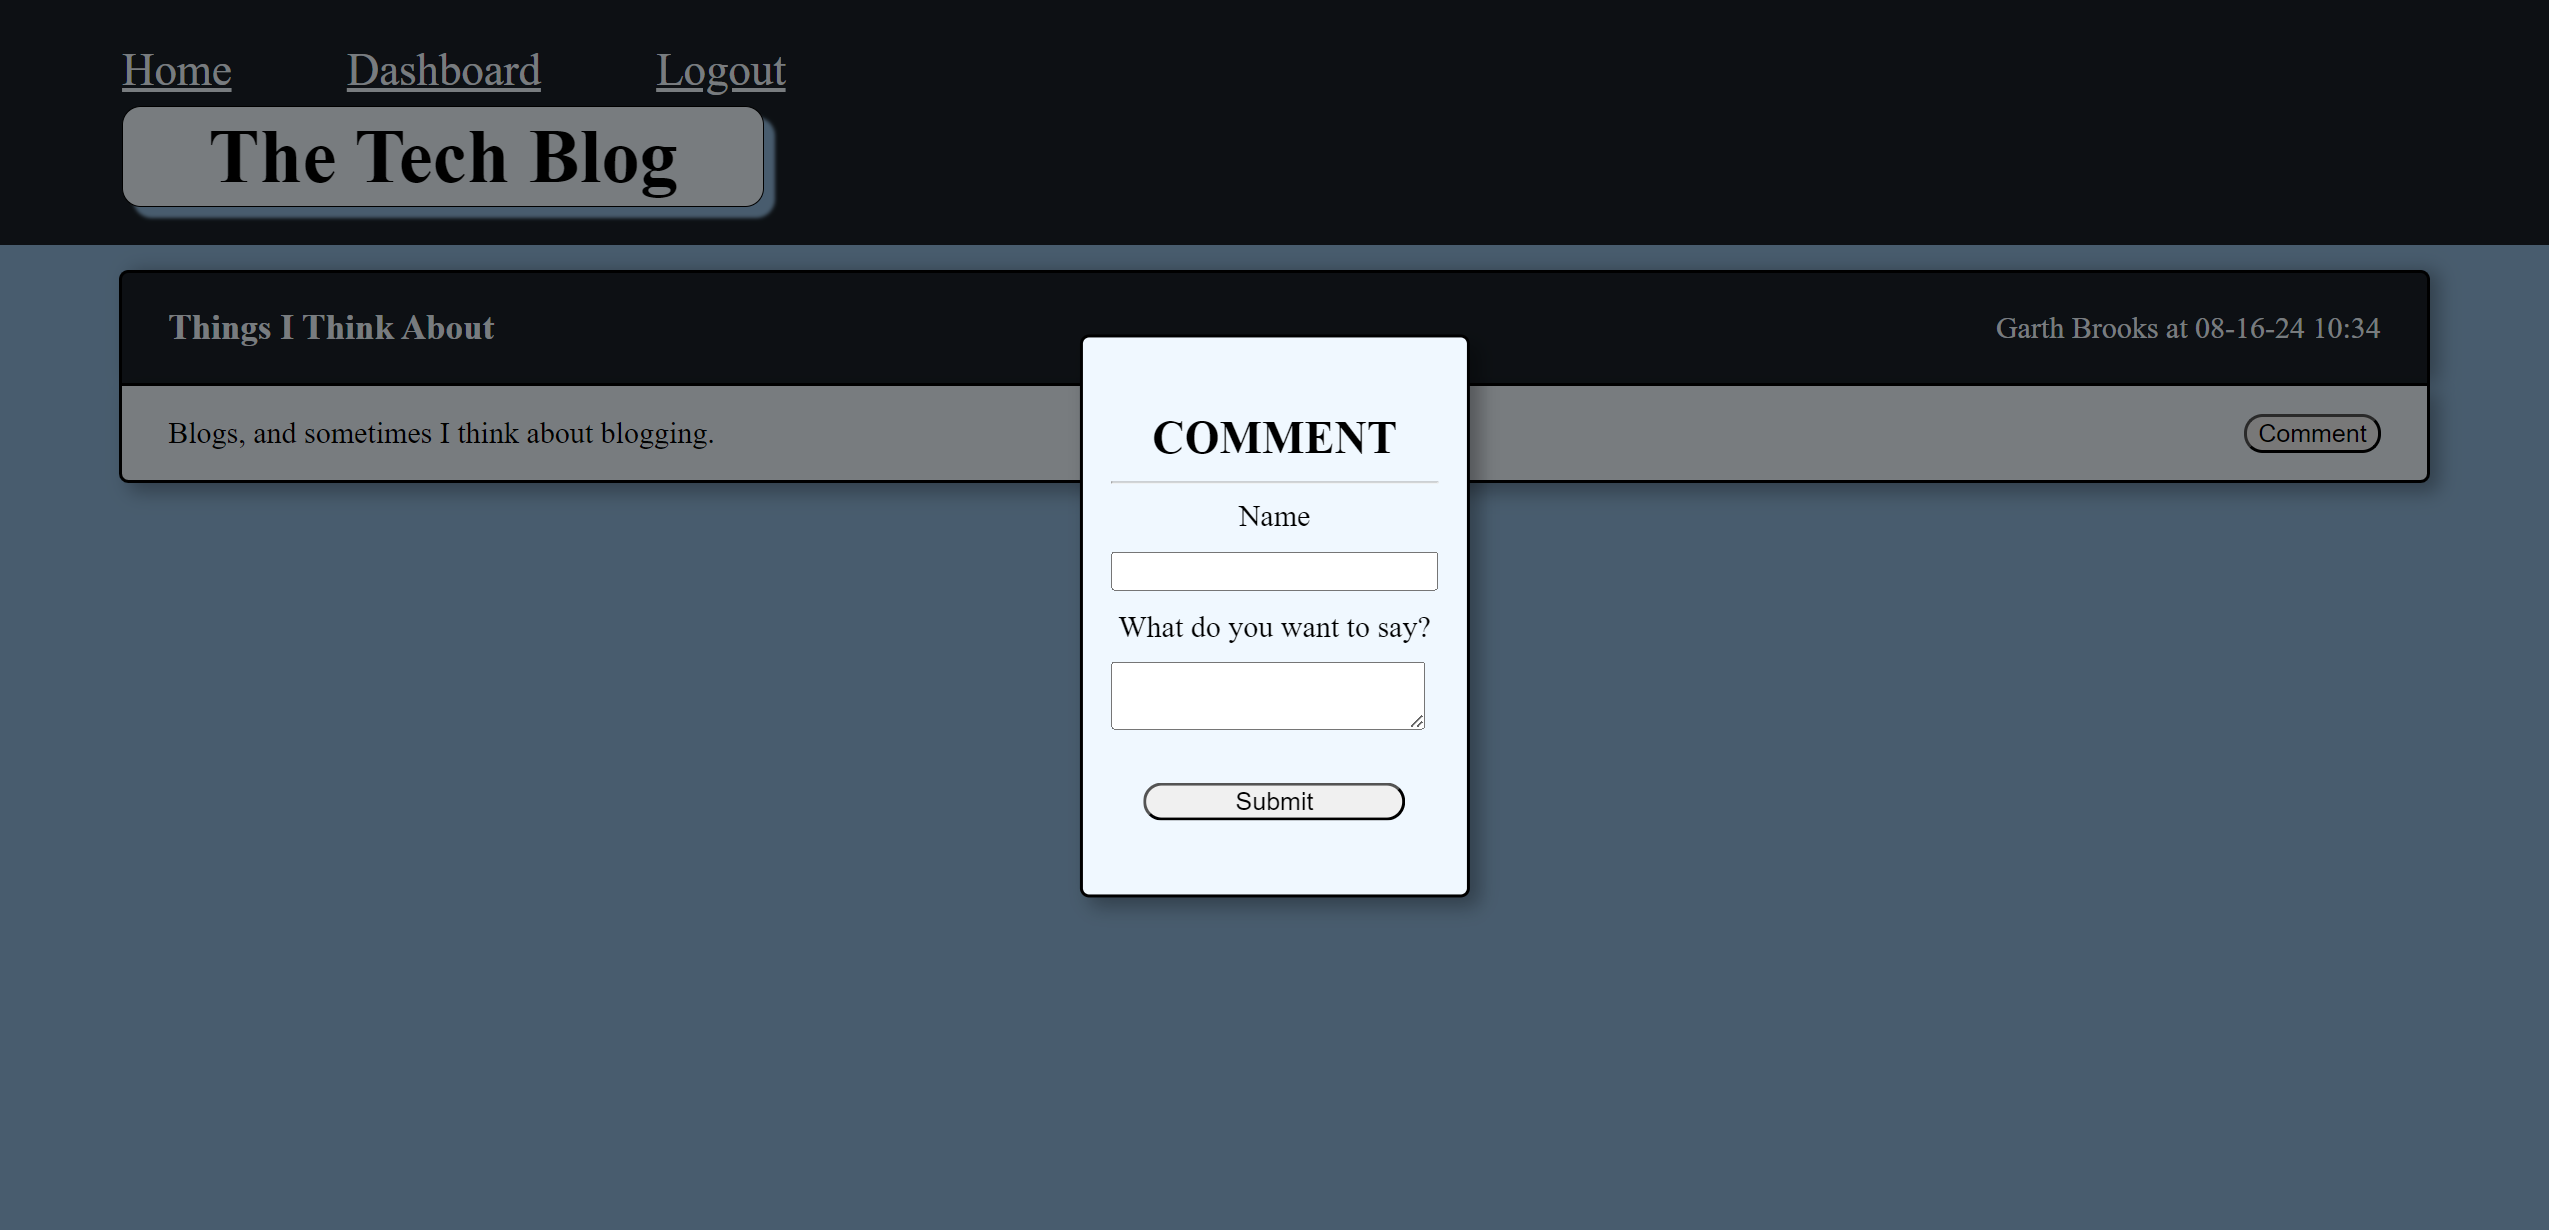 Home Dashboard Logout
The Tech Blog
Things I Think About Garth Brooks at 08-16-24 10:34
Blogs, and sometimes I think about blogging. Comment
COMMENT
Name
What do you want to say?
Submit